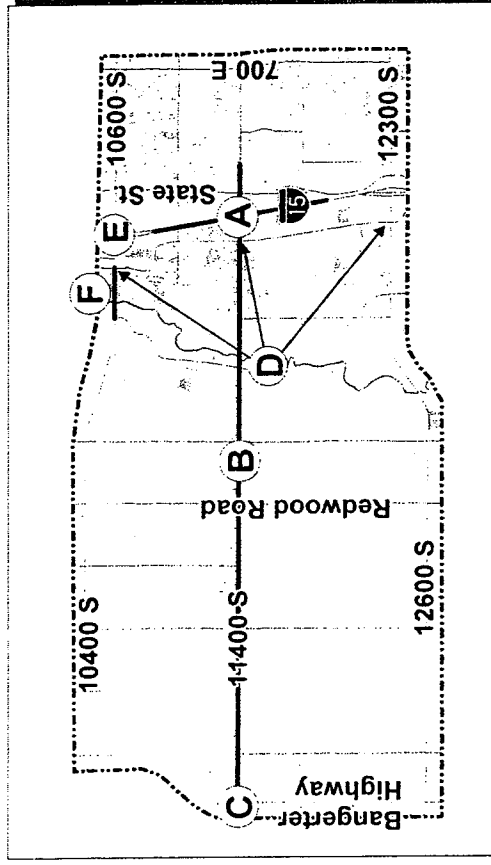 10400 S
10600 S
F
E
State St.
700 E
C
11400 S
B
A
D
15
Redwood Road
Bangerter
Highway
12600 S
12300 S